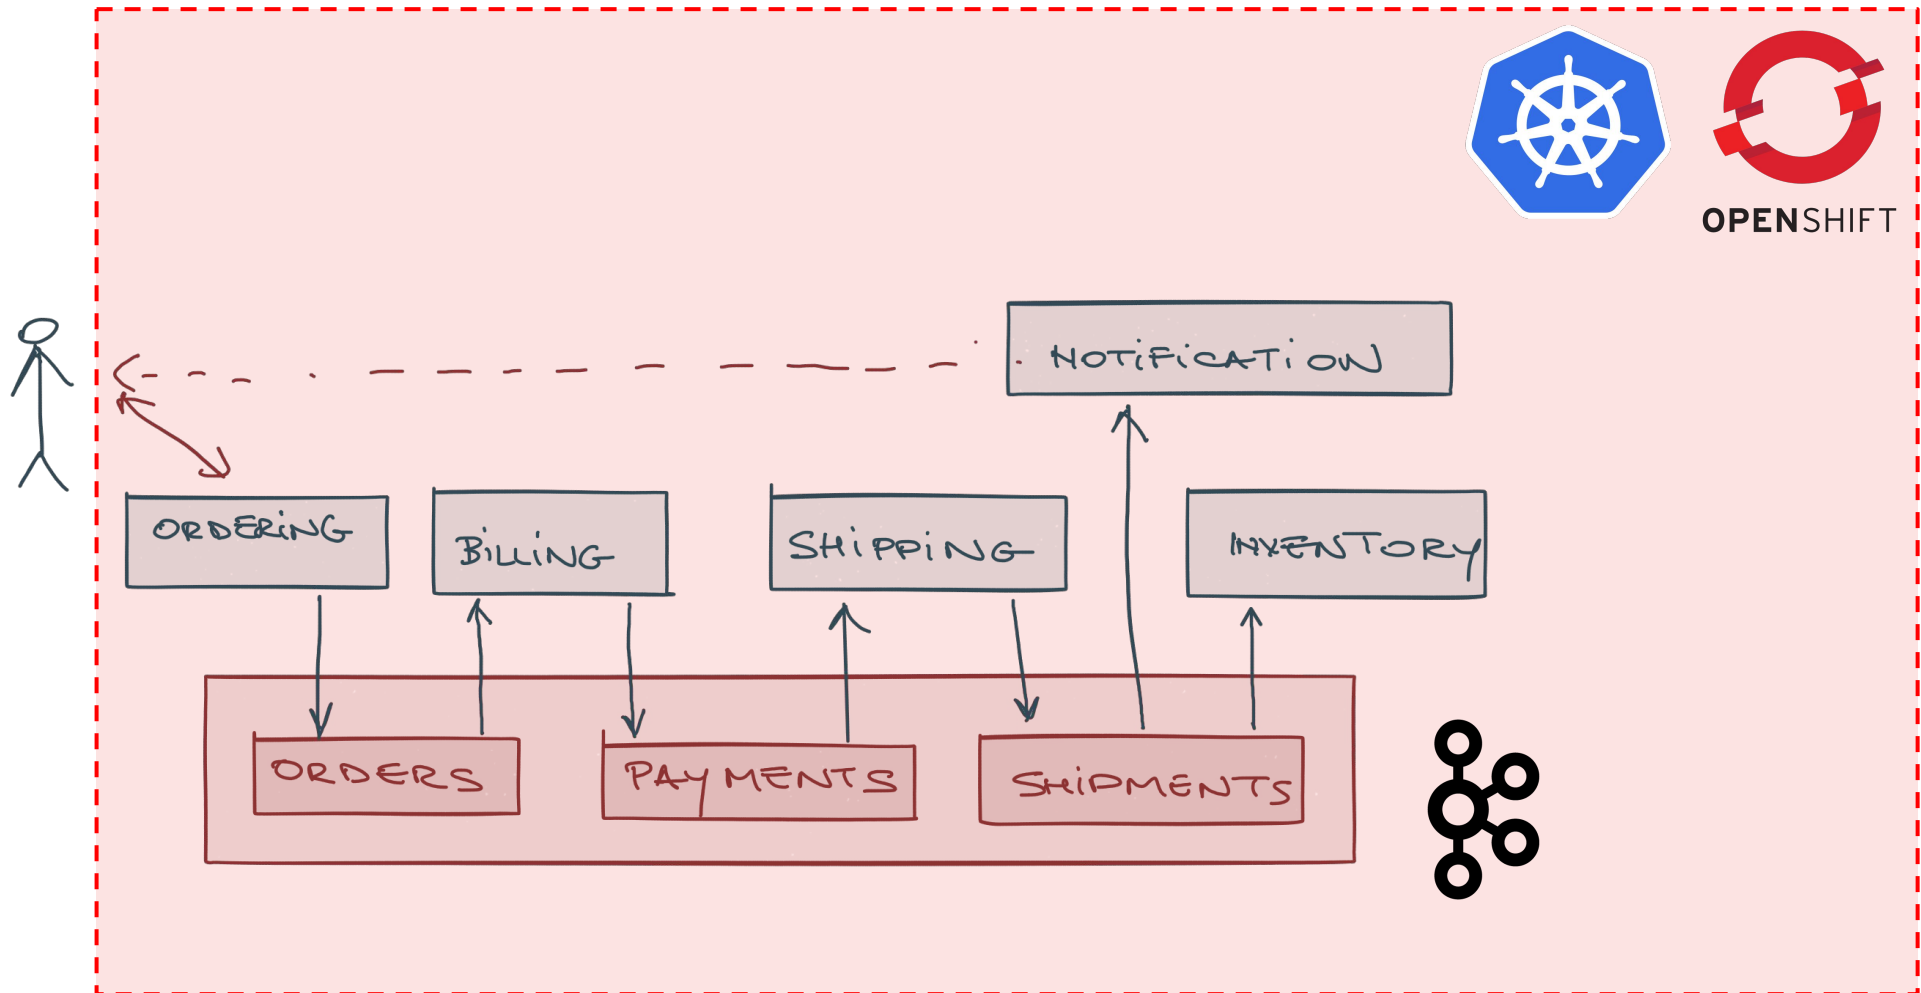 OPENSHIFT
NOTiFiCATiON
ORDERiNG
BiLLiNG
SHiPPiNG
INVENTORY
ORDERS
PAYMENTS
SHiPMENTS